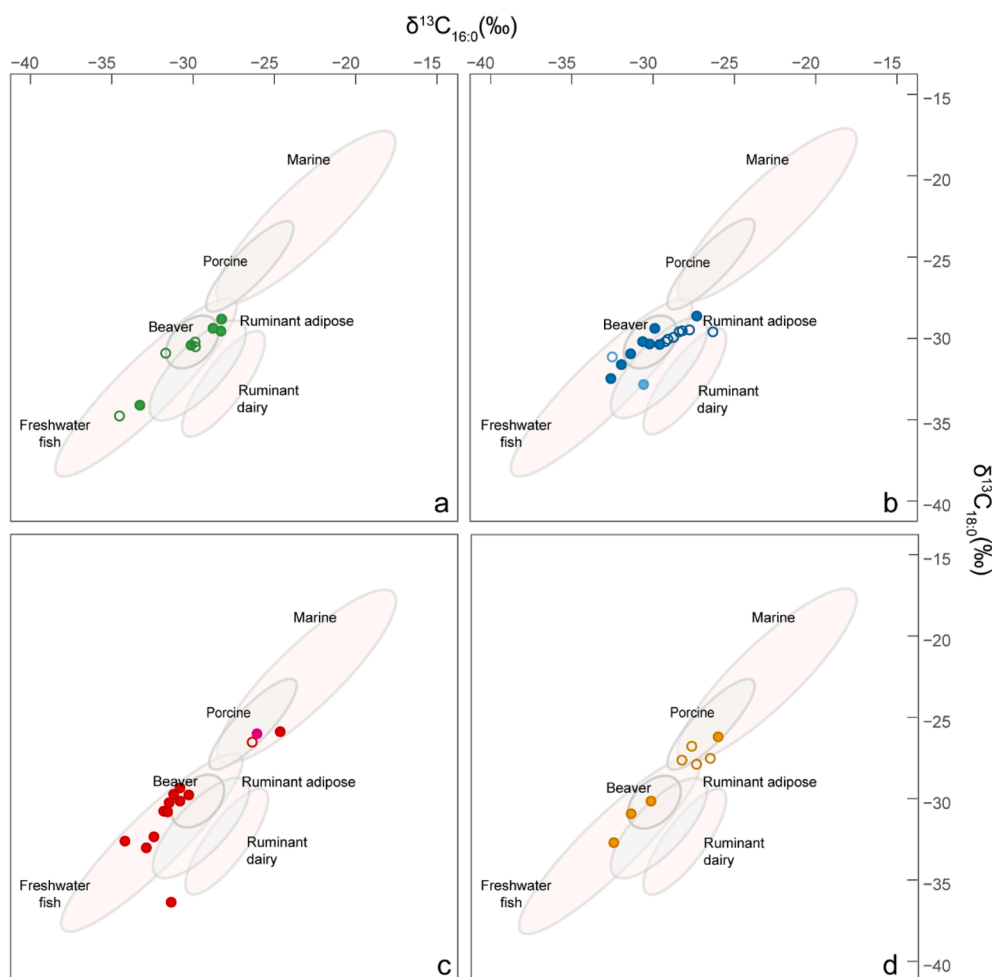 δ¹³C₁₆:₀(‰)
−40 −35 −30 −25 −20 −15
−40 −35 −30 −25 −20 −15
−15
−20
−25
−30
−35
−40
δ¹³C₁₈:₀(‰)
Marine
Porcine
Beaver
Ruminant adipose
Ruminant
dairy
Freshwater
fish
a
Marine
Porcine
Beaver
Ruminant adipose
Ruminant
dairy
Freshwater
fish
b
Marine
Porcine
Beaver
Ruminant adipose
Ruminant
dairy
Freshwater
fish
c
Marine
Porcine
Beaver
Ruminant adipose
Ruminant
dairy
Freshwater
fish
d
−15
−20
−25
−30
−35
−40